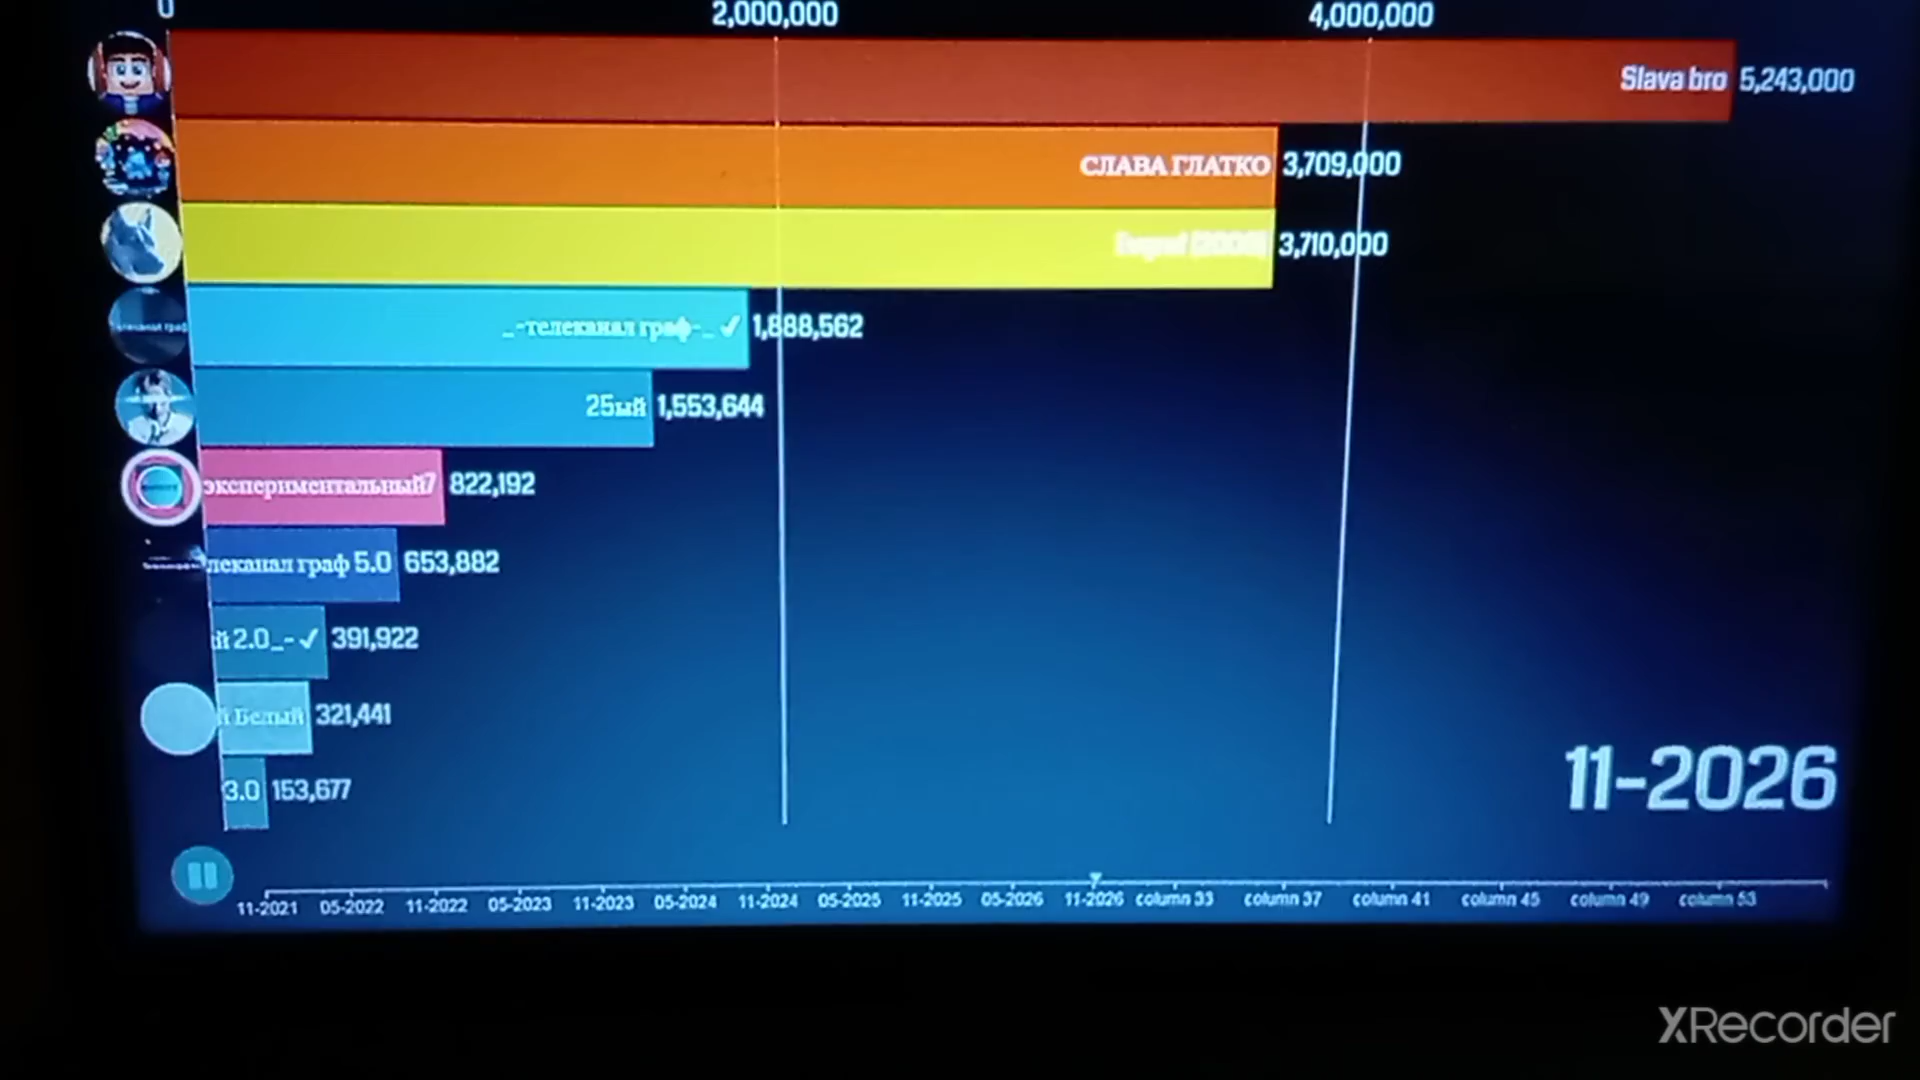 0 2,000,000 4,000,000
Slava bro 5,243,000
СЛАВА ГЛАТКО 3,709,000
3,710,000
_-телеканал граф-_ ✓ 1,888,562
25ый 1,553,644
экспериментальный7 822,192
леканал граф 5.0 653,882
й 2.0_-✓ 391,922
й Белый 321,441
3.0 153,677
11-2026
11-2021 05-2022 11-2022 05-2023 11-2023 05-2024 11-2024 05-2025 11-2025 05-2026 11-2026 column 33 column 37 column 41 column 45 column 49 column 53
XRecorder